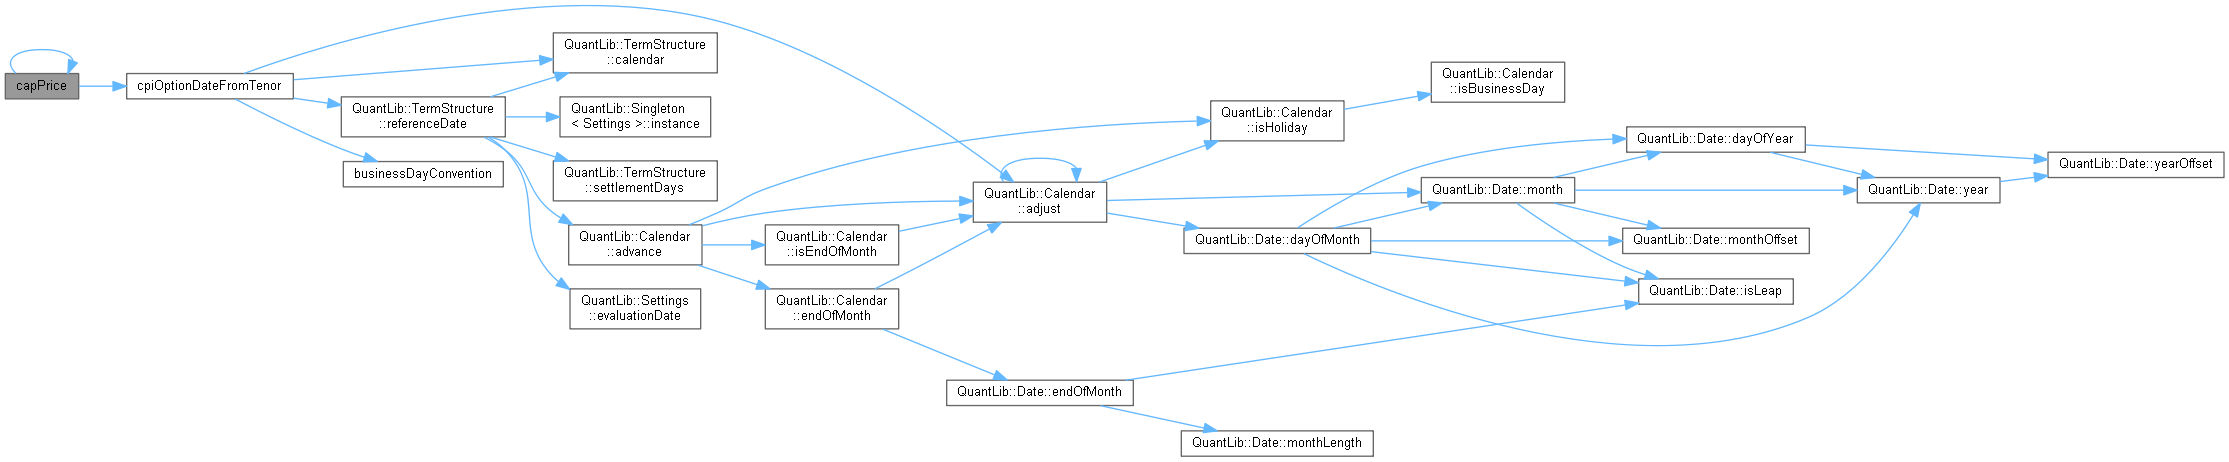 capPrice
cpiOptionDateFromTenor
QuantLib::TermStructure
::calendar
QuantLib::TermStructure
::referenceDate
QuantLib::Singleton
< Settings >::instance
businessDayConvention
QuantLib::TermStructure
::settlementDays
QuantLib::Calendar
::advance
QuantLib::Settings
::evaluationDate
QuantLib::Calendar
::isEndOfMonth
QuantLib::Calendar
::endOfMonth
QuantLib::Calendar
::adjust
QuantLib::Date::endOfMonth
QuantLib::Calendar
::isHoliday
QuantLib::Date::dayOfMonth
QuantLib::Date::monthLength
QuantLib::Calendar
::isBusinessDay
QuantLib::Date::month
QuantLib::Date::dayOfYear
QuantLib::Date::monthOffset
QuantLib::Date::isLeap
QuantLib::Date::year
QuantLib::Date::yearOffset